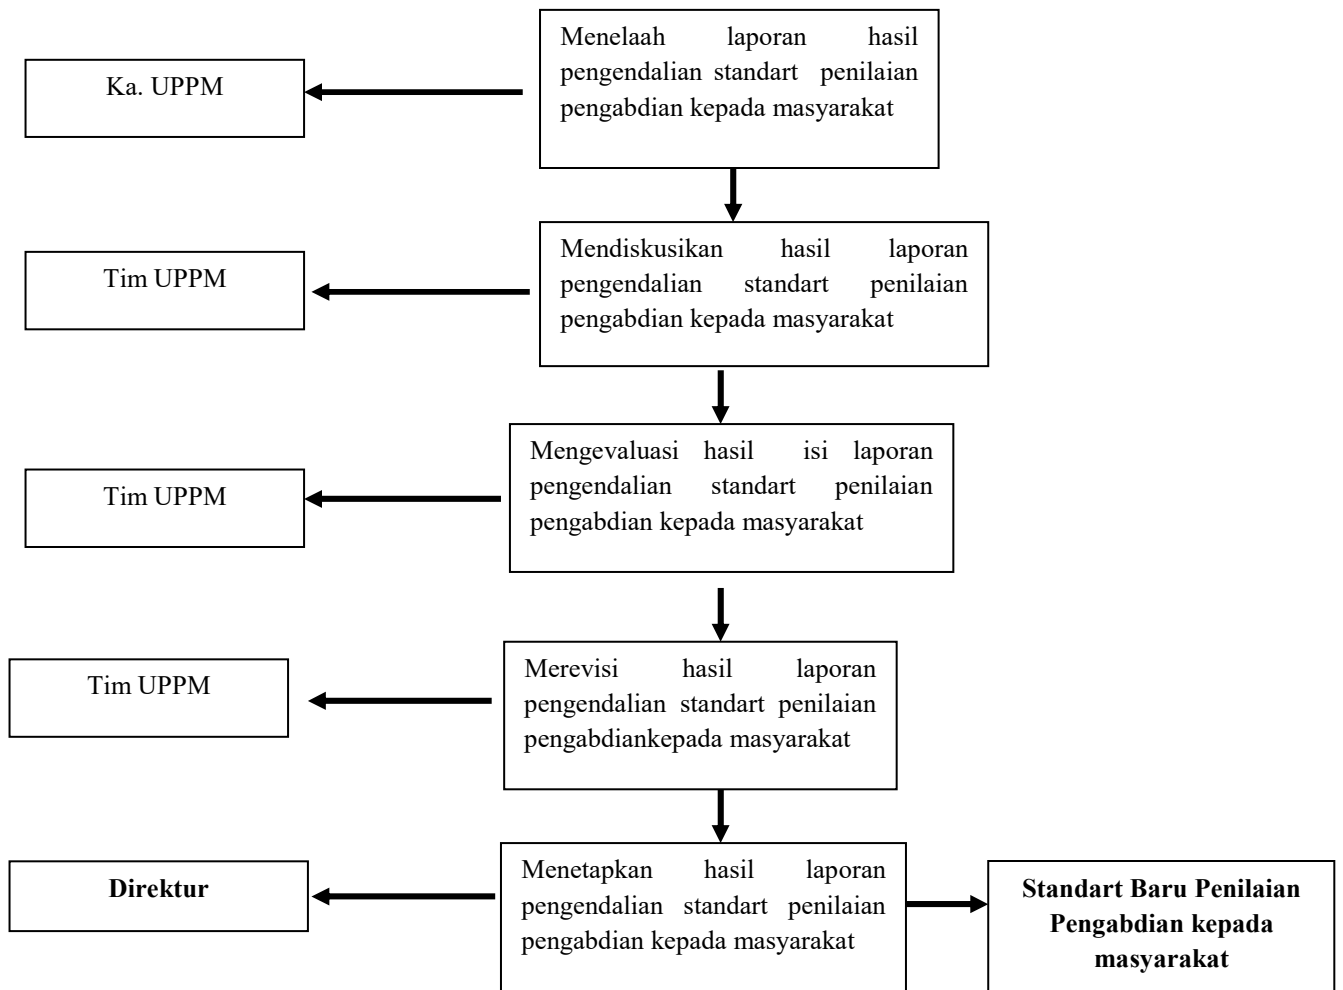 Menelaah laporan hasil
pengendalian standart penilaian
pengabdian kepada masyarakat
Ka. UPPM
Mendiskusikan hasil laporan
pengendalian standart penilaian
pengabdian kepada masyarakat
Tim UPPM
Mengevaluasi hasil isi laporan
pengendalian standart penilaian
pengabdian kepada masyarakat
Tim UPPM
Merevisi hasil laporan
pengendalian standart penilaian
pengabdiankepada masyarakat
Tim UPPM
Menetapkan hasil laporan
pengendalian standart penilaian
pengabdian kepada masyarakat
Direktur
Standart Baru Penilaian
Pengabdian kepada
masyarakat